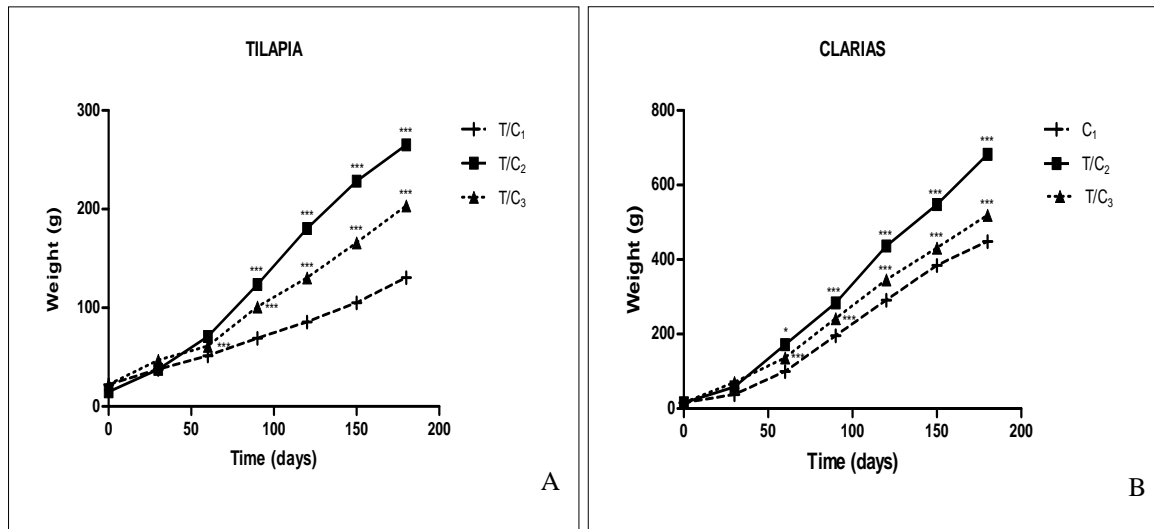 TILAPIA
300
200
100
0
0 50 100 150 200
Weight (g)
Time (days)
T/C₁
T/C₂
T/C₃
***
***
***
***
***
***
***
***
***
A
CLARIAS
800
600
400
200
0
0 50 100 150 200
Weight (g)
Time (days)
C₁
T/C₂
T/C₃
***
***
***
***
***
***
***
***
*
***
B